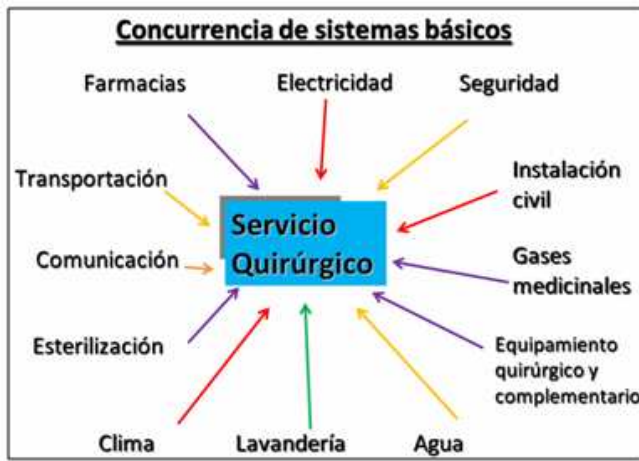 Concurrencia de sistemas básicos
Farmacias
Electricidad
Seguridad
Transportación
Instalación
civil
Servicio
Quirúrgico
Comunicación
Gases
medicinales
Esterilización
Equipamiento
quirúrgico y
complementario
Clima
Lavandería
Agua